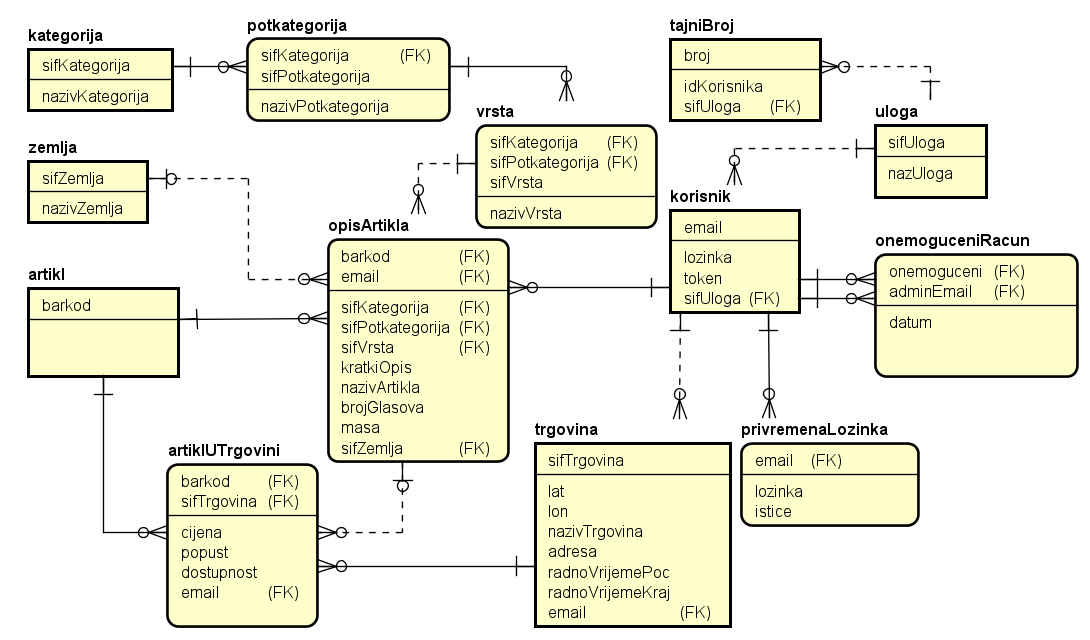 kategorija
sifKategorija
nazivKategorija
potkategorija
sifKategorija (FK)
sifPotkategorija
nazivPotkategorija
tajniBroj
broj
idKorisnika
sifUloga (FK)
vrsta
sifKategorija (FK)
sifPotkategorija (FK)
sifVrsta
nazivVrsta
uloga
sifUloga
nazUloga
zemlja
sifZemlja
nazivZemlja
korisnik
email
lozinka
token
sifUloga (FK)
opisArtikla
barkod (FK)
email (FK)
sifKategorija (FK)
sifPotkategorija (FK)
sifVrsta (FK)
kratkiOpis
nazivArtikla
brojGlasova
masa
sifZemlja (FK)
onemoguceniRacun
onemoguceni (FK)
adminEmail (FK)
datum
artikl
barkod
artiklUTrgovini
barkod (FK)
sifTrgovina (FK)
cijena
popust
dostupnost
email (FK)
trgovina
sifTrgovina
lat
lon
nazivTrgovina
adresa
radnoVrijemePoc
radnoVrijemeKraj
email (FK)
privremenaLozinka
email (FK)
lozinka
istice